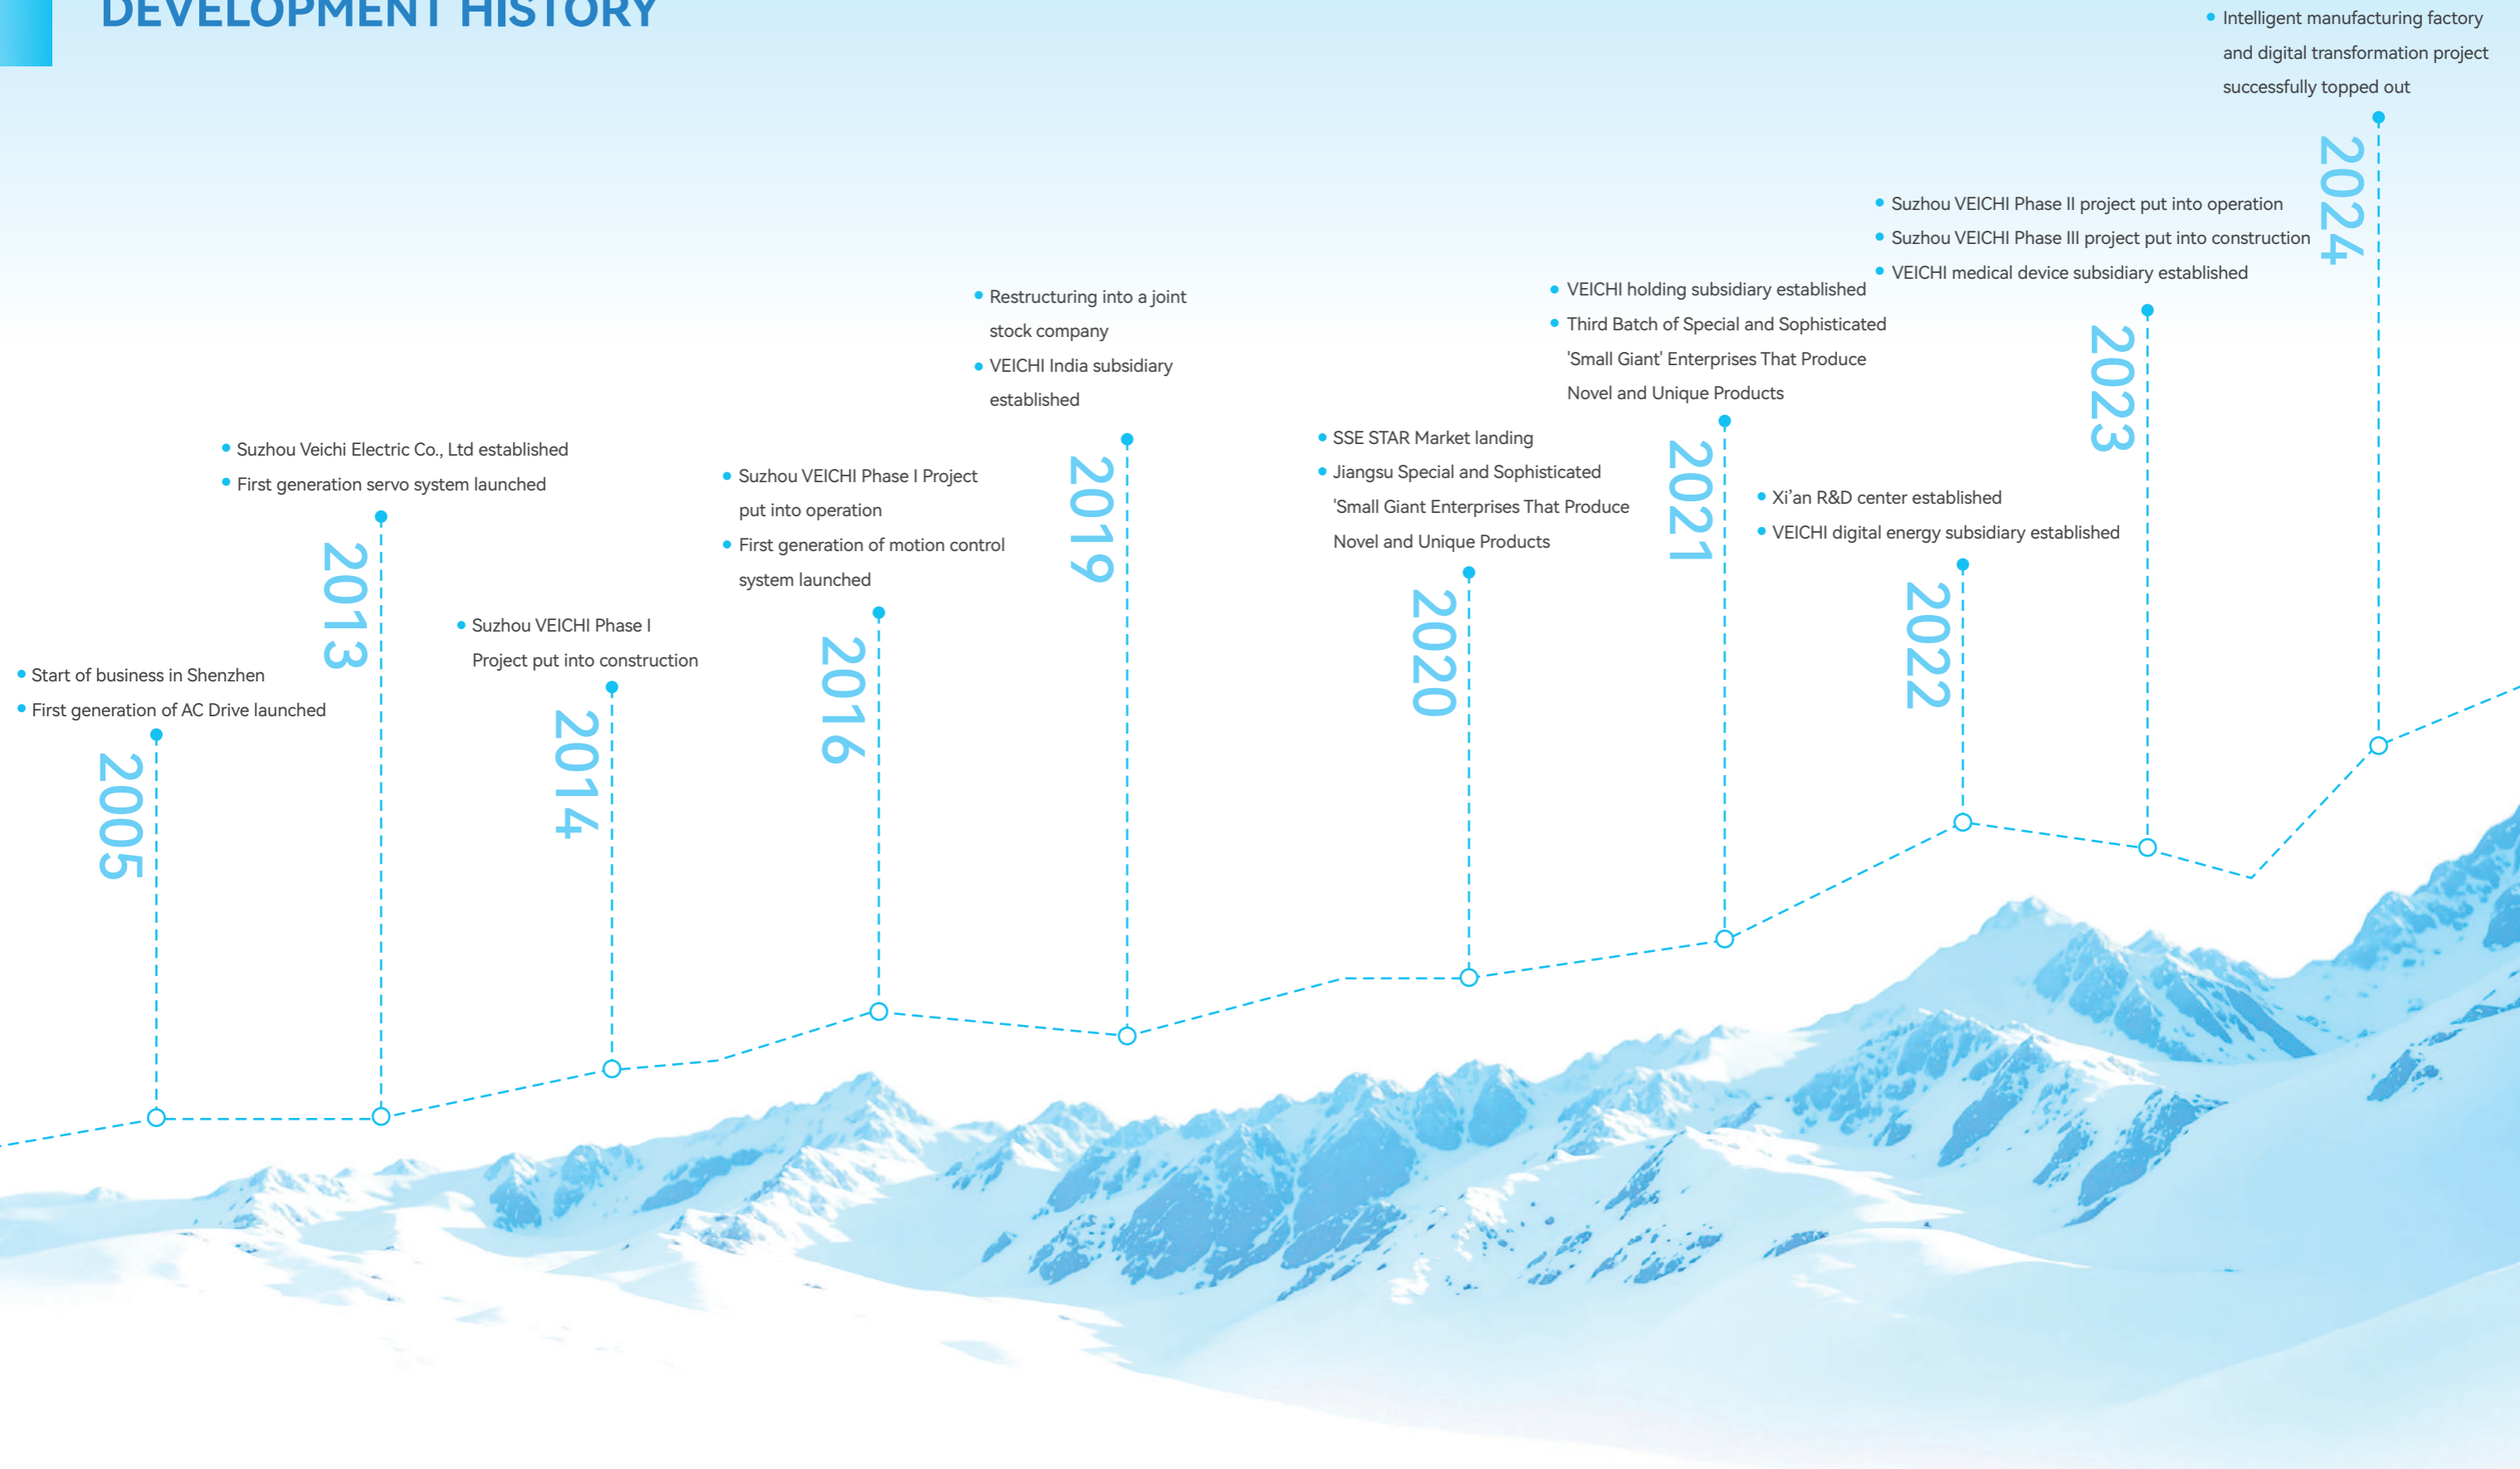 DEVELOPMENT HISTORY
Start of business in Shenzhen
First generation of AC Drive launched
2005
Suzhou Veichi Electric Co., Ltd established
First generation servo system launched
2013
Suzhou VEICHI Phase I
Project put into construction
2014
Suzhou VEICHI Phase I Project
put into operation
First generation of motion control
system launched
2016
Restructuring into a joint
stock company
VEICHI India subsidiary
established
2019
SSE STAR Market landing
Jiangsu Special and Sophisticated
'Small Giant Enterprises That Produce
Novel and Unique Products
2020
VEICHI holding subsidiary established
Third Batch of Special and Sophisticated
'Small Giant' Enterprises That Produce
Novel and Unique Products
2021
Xi'an R&D center established
VEICHI digital energy subsidiary established
2022
Suzhou VEICHI Phase II project put into operation
Suzhou VEICHI Phase III project put into construction
VEICHI medical device subsidiary established
2023
Intelligent manufacturing factory
and digital transformation project
successfully topped out
2024